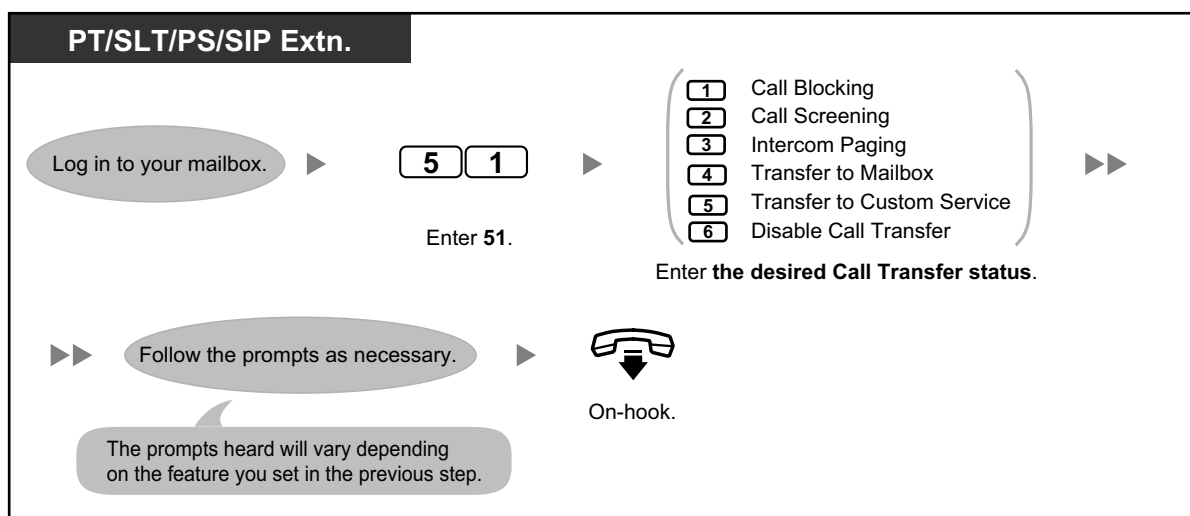 PT/SLT/PS/SIP Extn.
Log in to your mailbox.
5 1
Enter 51.
1 Call Blocking
2 Call Screening
3 Intercom Paging
4 Transfer to Mailbox
5 Transfer to Custom Service
6 Disable Call Transfer
Enter the desired Call Transfer status.
Follow the prompts as necessary.
The prompts heard will vary depending
on the feature you set in the previous step.
On-hook.